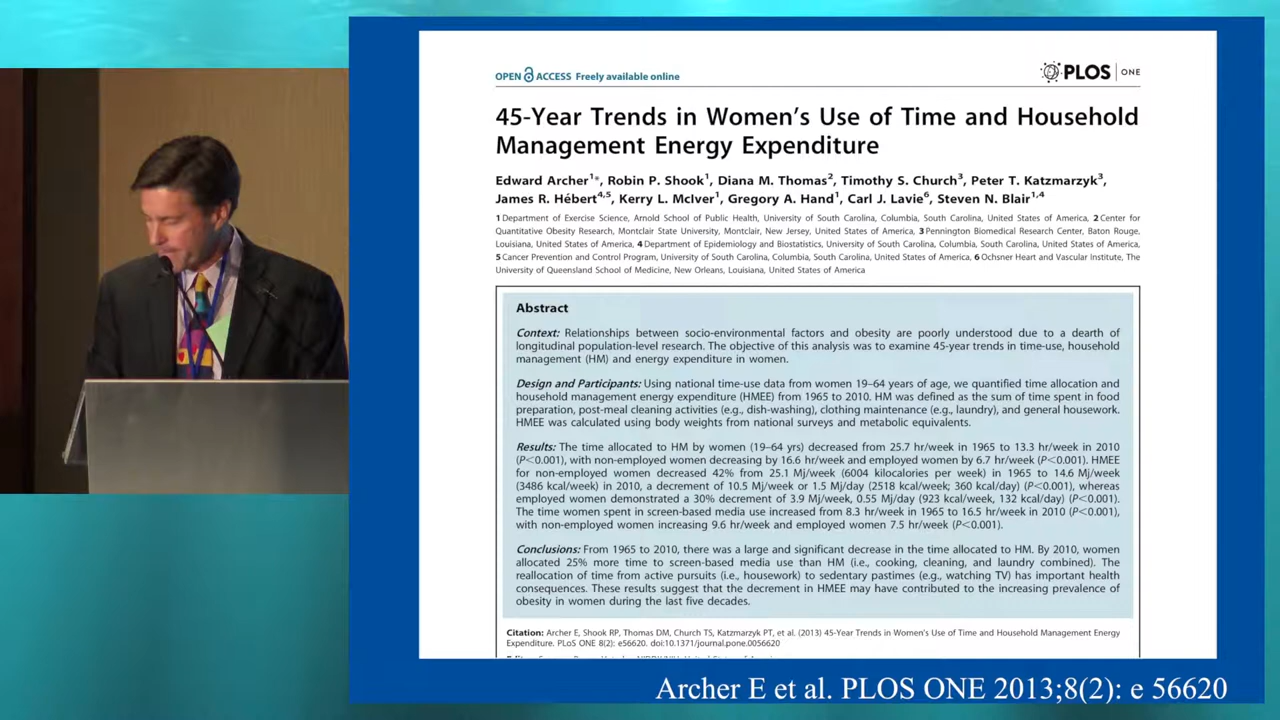 OPEN ACCESS Freely available online
PLOS ONE
45-Year Trends in Women's Use of Time and Household
Management Energy Expenditure
Edward Archer1*, Robin P. Shook1, Diana M. Thomas2, Timothy S. Church3, Peter T. Katzmarzyk3,
James R. Hébert4,5, Kerry L. McIver1, Gregory A. Hand1, Carl J. Lavie6, Steven N. Blair1,4
1 Department of Exercise Science, Arnold School of Public Health, University of South Carolina, Columbia, South Carolina, United States of America, 2 Center for
Quantitative Obesity Research, Montclair State University, Montclair, New Jersey, United States of America, 3 Pennington Biomedical Research Center, Baton Rouge,
Louisiana, United States of America, 4 Department of Epidemiology and Biostatistics, University of South Carolina, Columbia, South Carolina, United States of America,
5 Cancer Prevention and Control Program, University of South Carolina, Columbia, South Carolina, United States of America, 6 Ochsner Heart and Vascular Institute, The
University of Queensland School of Medicine, New Orleans, Louisiana, United States of America
Abstract
Context: Relationships between socio-environmental factors and obesity are poorly understood due to a dearth of
longitudinal population-level research. The objective of this analysis was to examine 45-year trends in time-use, household
management (HM) and energy expenditure in women.
Design and Participants: Using national time-use data from women 19–64 years of age, we quantified time allocation and
household management energy expenditure (HMEE) from 1965 to 2010. HM was defined as the sum of time spent in food
preparation, post-meal cleaning activities (e.g., dish-washing), clothing maintenance (e.g., laundry), and general housework.
HMEE was calculated using body weights from national surveys and metabolic equivalents.
Results: The time allocated to HM by women (19–64 yrs) decreased from 25.7 hr/week in 1965 to 13.3 hr/week in 2010
(P<0.001), with non-employed women decreasing by 16.6 hr/week and employed women by 6.7 hr/week (P<0.001). HMEE
for non-employed women decreased 42% from 25.1 Mj/week (6004 kilocalories per week) in 1965 to 14.6 Mj/week
(3486 kcal/week) in 2010, a decrement of 10.5 Mj/week or 1.5 Mj/day (2518 kcal/week; 360 kcal/day) (P<0.001), whereas
employed women demonstrated a 30% decrement of 3.9 Mj/week, 0.55 Mj/day (923 kcal/week, 132 kcal/day) (P<0.001).
The time women spent in screen-based media use increased from 8.3 hr/week in 1965 to 16.5 hr/week in 2010 (P<0.001),
with non-employed women increasing 9.6 hr/week and employed women 7.5 hr/week (P<0.001).
Conclusions: From 1965 to 2010, there was a large and significant decrease in the time allocated to HM. By 2010, women
allocated 25% more time to screen-based media use than HM (i.e., cooking, cleaning, and laundry combined). The
reallocation of time from active pursuits (i.e., housework) to sedentary pastimes (e.g., watching TV) has important health
consequences. These results suggest that the decrement in HMEE may have contributed to the increasing prevalence of
obesity in women during the last five decades.
Citation: Archer E, Shook RP, Thomas DM, Church TS, Katzmarzyk PT, et al. (2013) 45-Year Trends in Women's Use of Time and Household Management Energy
Expenditure. PLoS ONE 8(2): e56620. doi:10.1371/journal.pone.0056620
Archer E et al. PLOS ONE 2013;8(2): e 56620